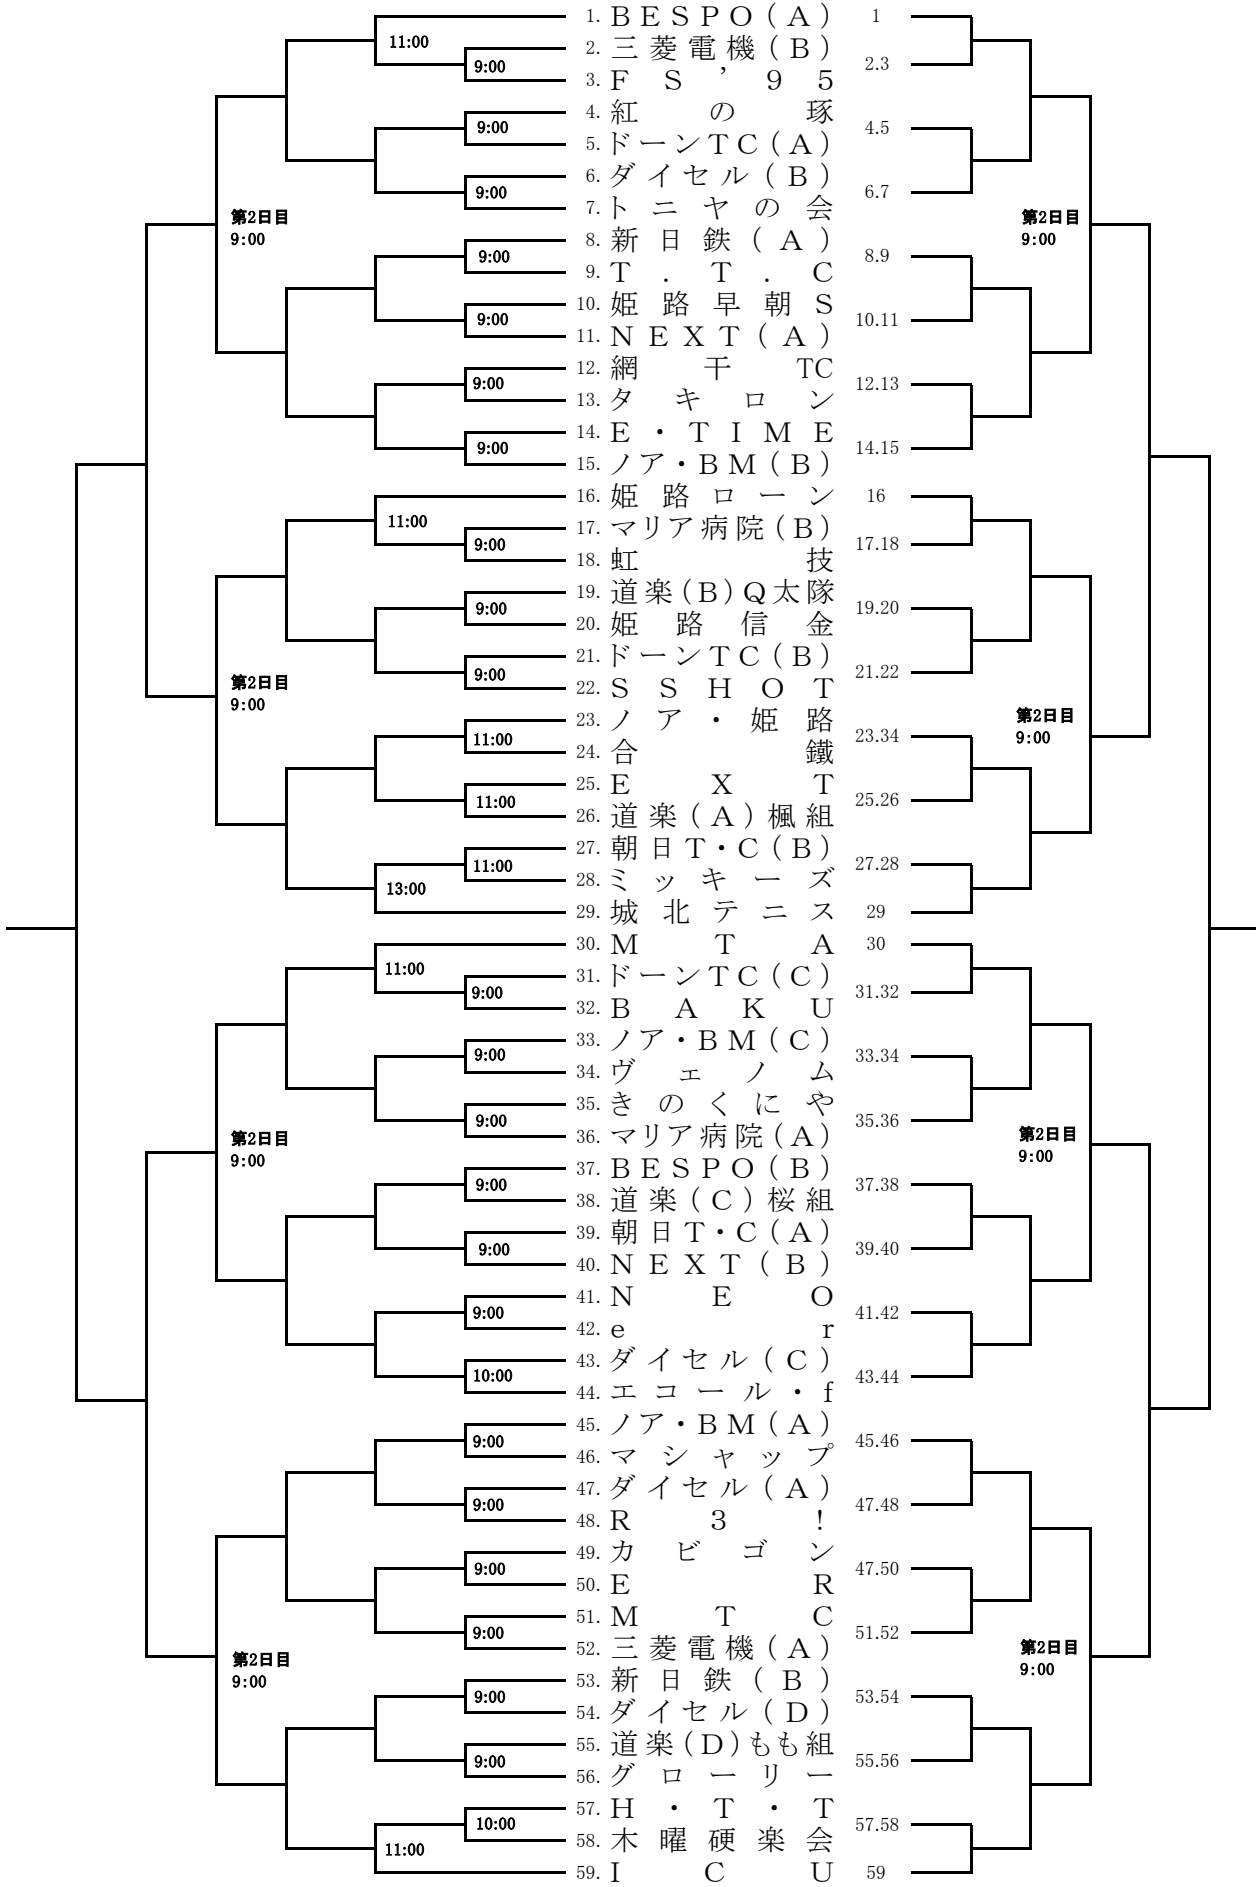 1. BESPO(A) 1
11:00
2. 三菱電機(B)
9:00 2.3
3. FS’95
4. 紅の琢
9:00 4.5
5. ドーンTC(A)
6. ダイセル(B)
9:00 6.7
7. トニヤの会
第2日目 第2日目
9:00 9:00
8. 新日鉄(A)
9:00 8.9
9. T.T.C
10. 姫路早朝S
9:00 10.11
11. NEXT(A)
12. 網干TC
9:00 12.13
13. タキロン
14. E・TIME
9:00 14.15
15. ノア・BM(B)
16. 姫路ローン 16
11:00
17. マリア病院(B)
9:00 17.18
18. 虹技
19. 道楽(B)Q太隊
9:00 19.20
20. 姫路信金
21. ドーンTC(B)
9:00 21.22
22. SSHOT
第2日目
9:00
23. ノア・姫路
第2日目
9:00
11:00 23.34
24. 合鐵
25. EXT
11:00 25.26
26. 道楽(A)楓組
27. 朝日T・C(B)
11:00 27.28
28. ミッキーズ
13:00
29. 城北テニス 29
30. MTA 30
11:00
31. ドーンTC(C)
9:00 31.32
32. BAKU
33. ノア・BM(C)
9:00 33.34
34. ヴェノム
35. きのくにや
9:00 35.36
36. マリア病院(A)
第2日目 第2日目
9:00 9:00
37. BESPO(B)
9:00 37.38
38. 道楽(C)桜組
39. 朝日T・C(A)
9:00 39.40
40. NEXT(B)
41. NEO
9:00 41.42
42. er
43. ダイセル(C)
10:00 43.44
44. エコール・f
45. ノア・BM(A)
9:00 45.46
46. マシャップ
47. ダイセル(A)
9:00 47.48
48. R3!
49. カビゴン
9:00 47.50
50. ER
51. MTC
9:00 51.52
52. 三菱電機(A)
第2日目 第2日目
9:00 9:00
53. 新日鉄(B)
9:00 53.54
54. ダイセル(D)
55. 道楽(D)もも組
9:00 55.56
56. グローリー
57. H・T・T
10:00 57.58
58. 木曜硬楽会
11:00
59. ICU 59